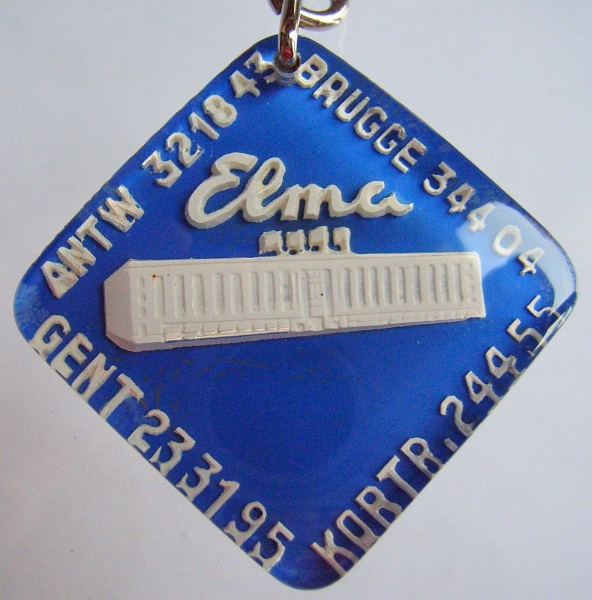 ANTW 321843
BRUGGE 34404
Elma
GENT 233195
KORTR. 24455